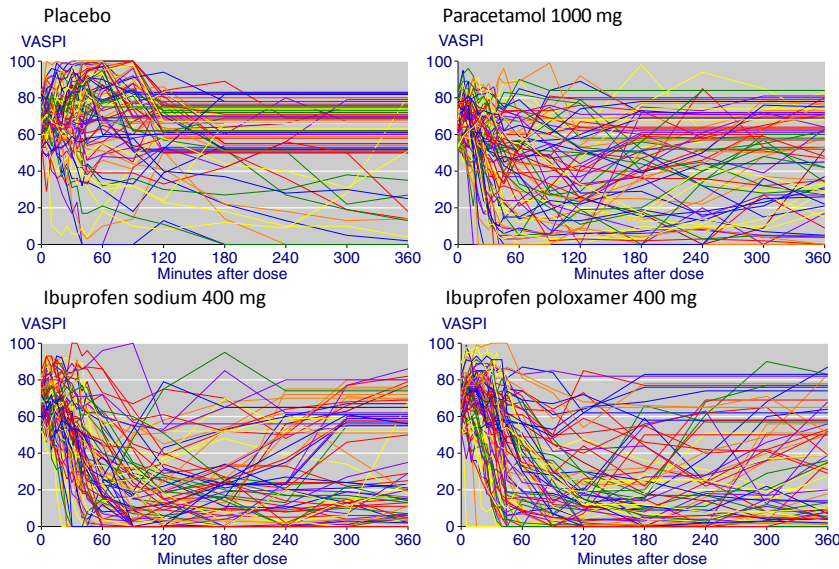 Placebo
VASPI
100
80
60
40
20
0
0 60 120 180 240 300 360
Minutes after dose
Paracetamol 1000 mg
VASPI
100
80
60
40
20
0
0 60 120 180 240 300 360
Minutes after dose
Ibuprofen sodium 400 mg
VASPI
100
80
60
40
20
0
0 60 120 180 240 300 360
Minutes after dose
Ibuprofen poloxamer 400 mg
VASPI
100
80
60
40
20
0
0 60 120 180 240 300 360
Minutes after dose